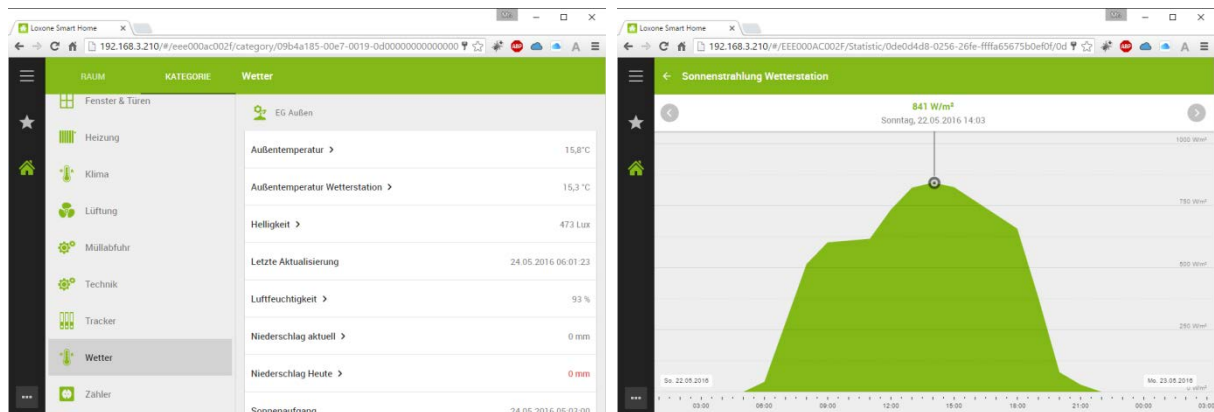 Loxone Smart Home
192.168.3.210/#/eee000ac002f/category/09b4a185-00e7-0019-0d00000000000000
RAUM KATEGORIE Wetter
Fenster & Türen
Heizung
Klima
Lüftung
Müllabfuhr
Technik
Tracker
Wetter
Zähler
EG Außen
Außentemperatur > 15,8°C
Außentemperatur Wetterstation > 15,3 °C
Helligkeit > 473 Lux
Letzte Aktualisierung 24.05.2016 06:01:23
Luftfeuchtigkeit > 93 %
Niederschlag aktuell > 0 mm
Niederschlag Heute > 0 mm
Sonnenaufgang 24.05.2016 05:03:00
Loxone Smart Home
192.168.3.210/#/EEE000AC002F/Statistic/0de0d4d8-0256-26fe-ffffa65675b0ef0f/0d
ABP
Sonnenstrahlung Wetterstation
841 W/m²
Sonntag, 22.05.2016 14:03
1000 W/m²
750 W/m²
500 W/m²
250 W/m²
So. 22.05.2016 Mo. 23.05.2016
0 W/m²
03:00 06:00 09:00 12:00 15:00 18:00 21:00 00:00 03:00